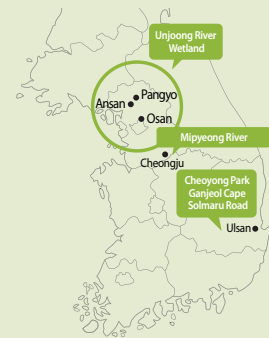 Unjoong River
Wetland
Pangyo
Ansan
Osan
Mipyeong River
Cheongju
Cheoyong Park
Ganjeol Cape
Solmaru Road
Ulsan